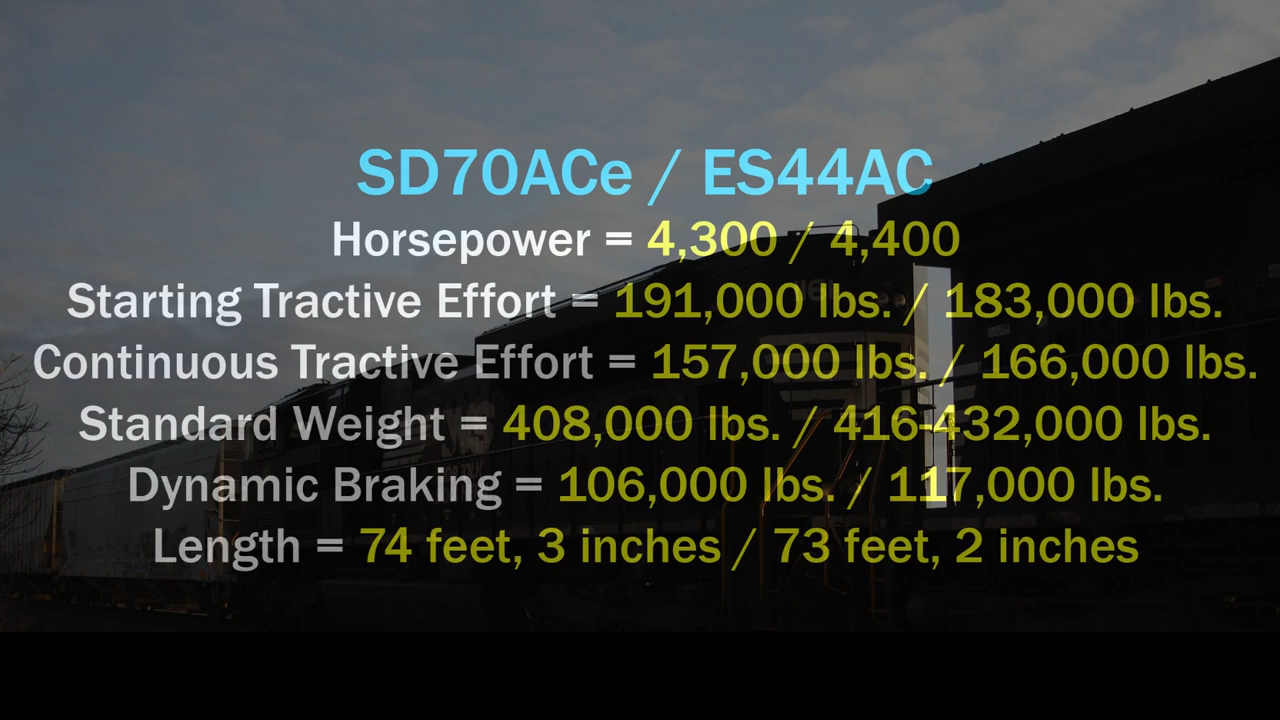 SD70ACe / ES44AC
Horsepower = 4,300 / 4,400
Starting Tractive Effort = 191,000 lbs. / 183,000 lbs.
Continuous Tractive Effort = 157,000 lbs. / 166,000 lbs.
Standard Weight = 408,000 lbs. / 416-432,000 lbs.
Dynamic Braking = 106,000 lbs. / 117,000 lbs.
Length = 74 feet, 3 inches / 73 feet, 2 inches